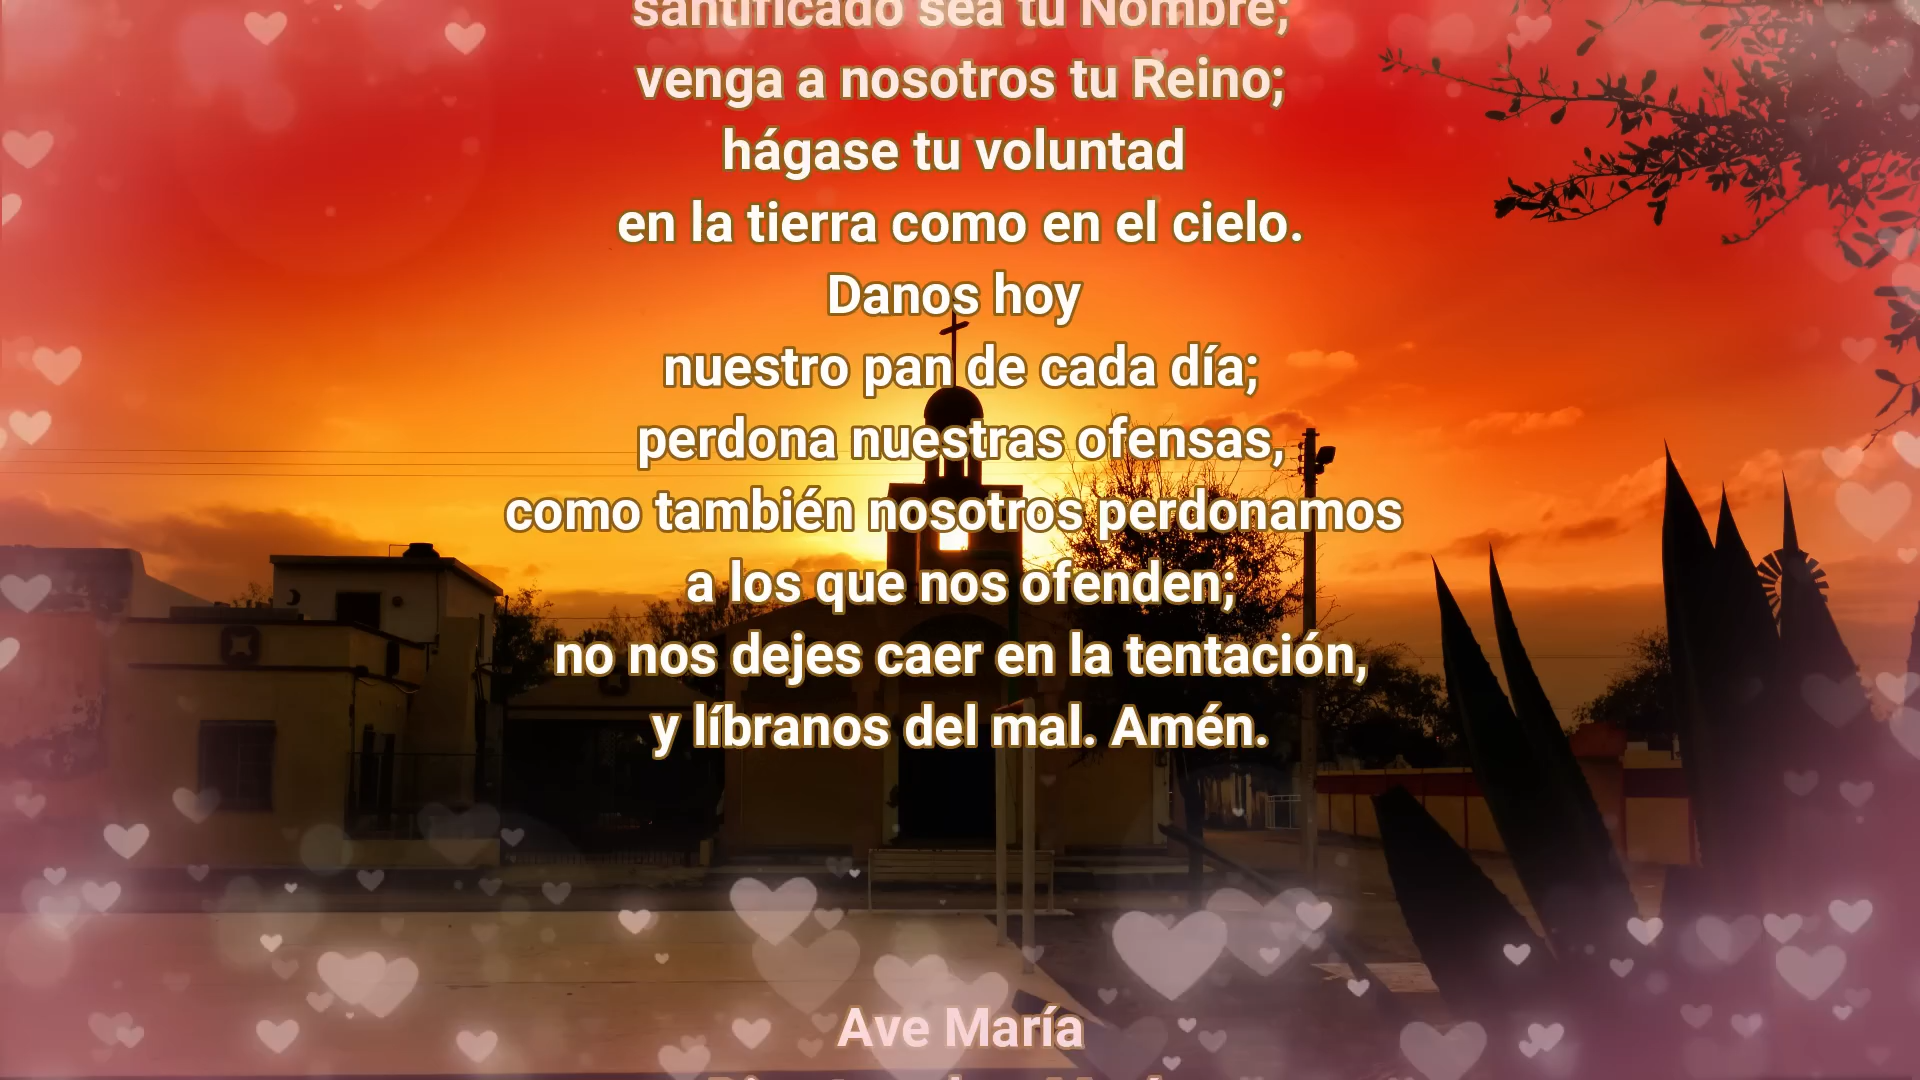 santificado sea tu Nombre;
venga a nosotros tu Reino;
hágase tu voluntad
en la tierra como en el cielo.
Danos hoy
nuestro pan de cada día;
perdona nuestras ofensas,
como también nosotros perdonamos
a los que nos ofenden;
no nos dejes caer en la tentación,
y líbranos del mal. Amén.
Ave María